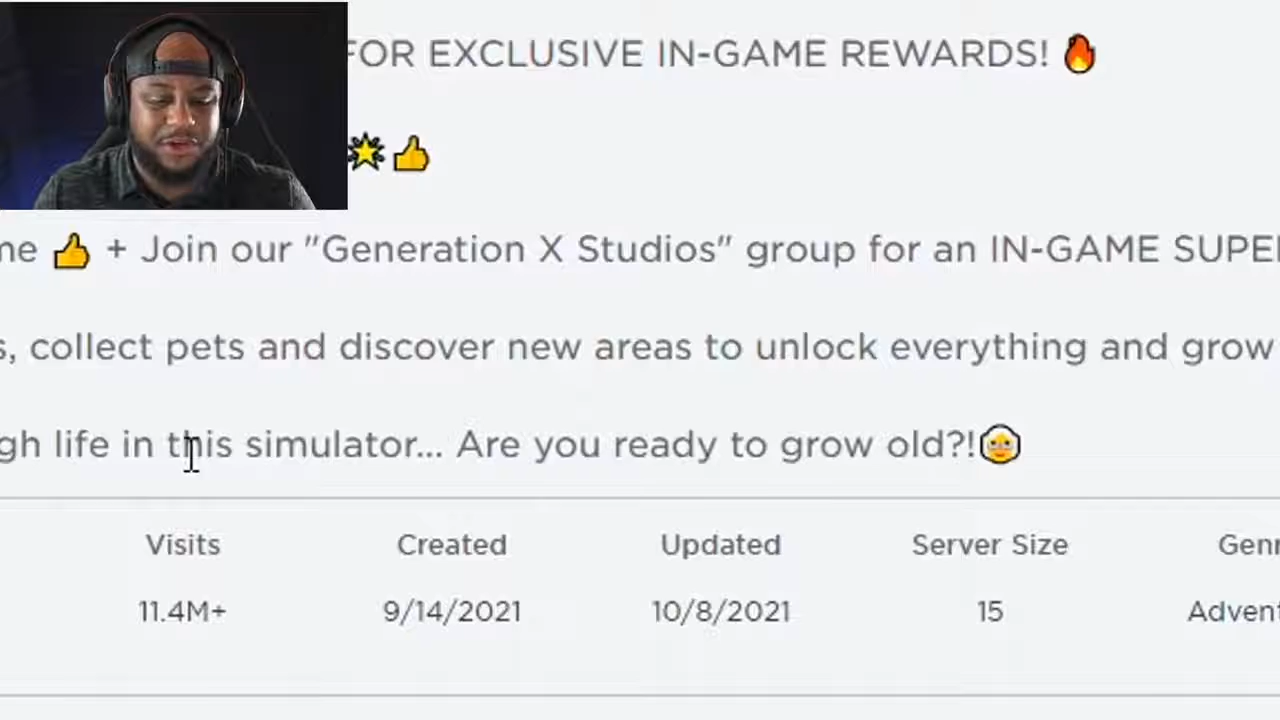 FOR EXCLUSIVE IN-GAME REWARDS! 🔥
🌟👍
me 👍 + Join our "Generation X Studios" group for an IN-GAME SUPER
s, collect pets and discover new areas to unlock everything and grow
gh life in this simulator... Are you ready to grow old?!👵
Visits Created Updated Server Size Genr
11.4M+ 9/14/2021 10/8/2021 15 Advent